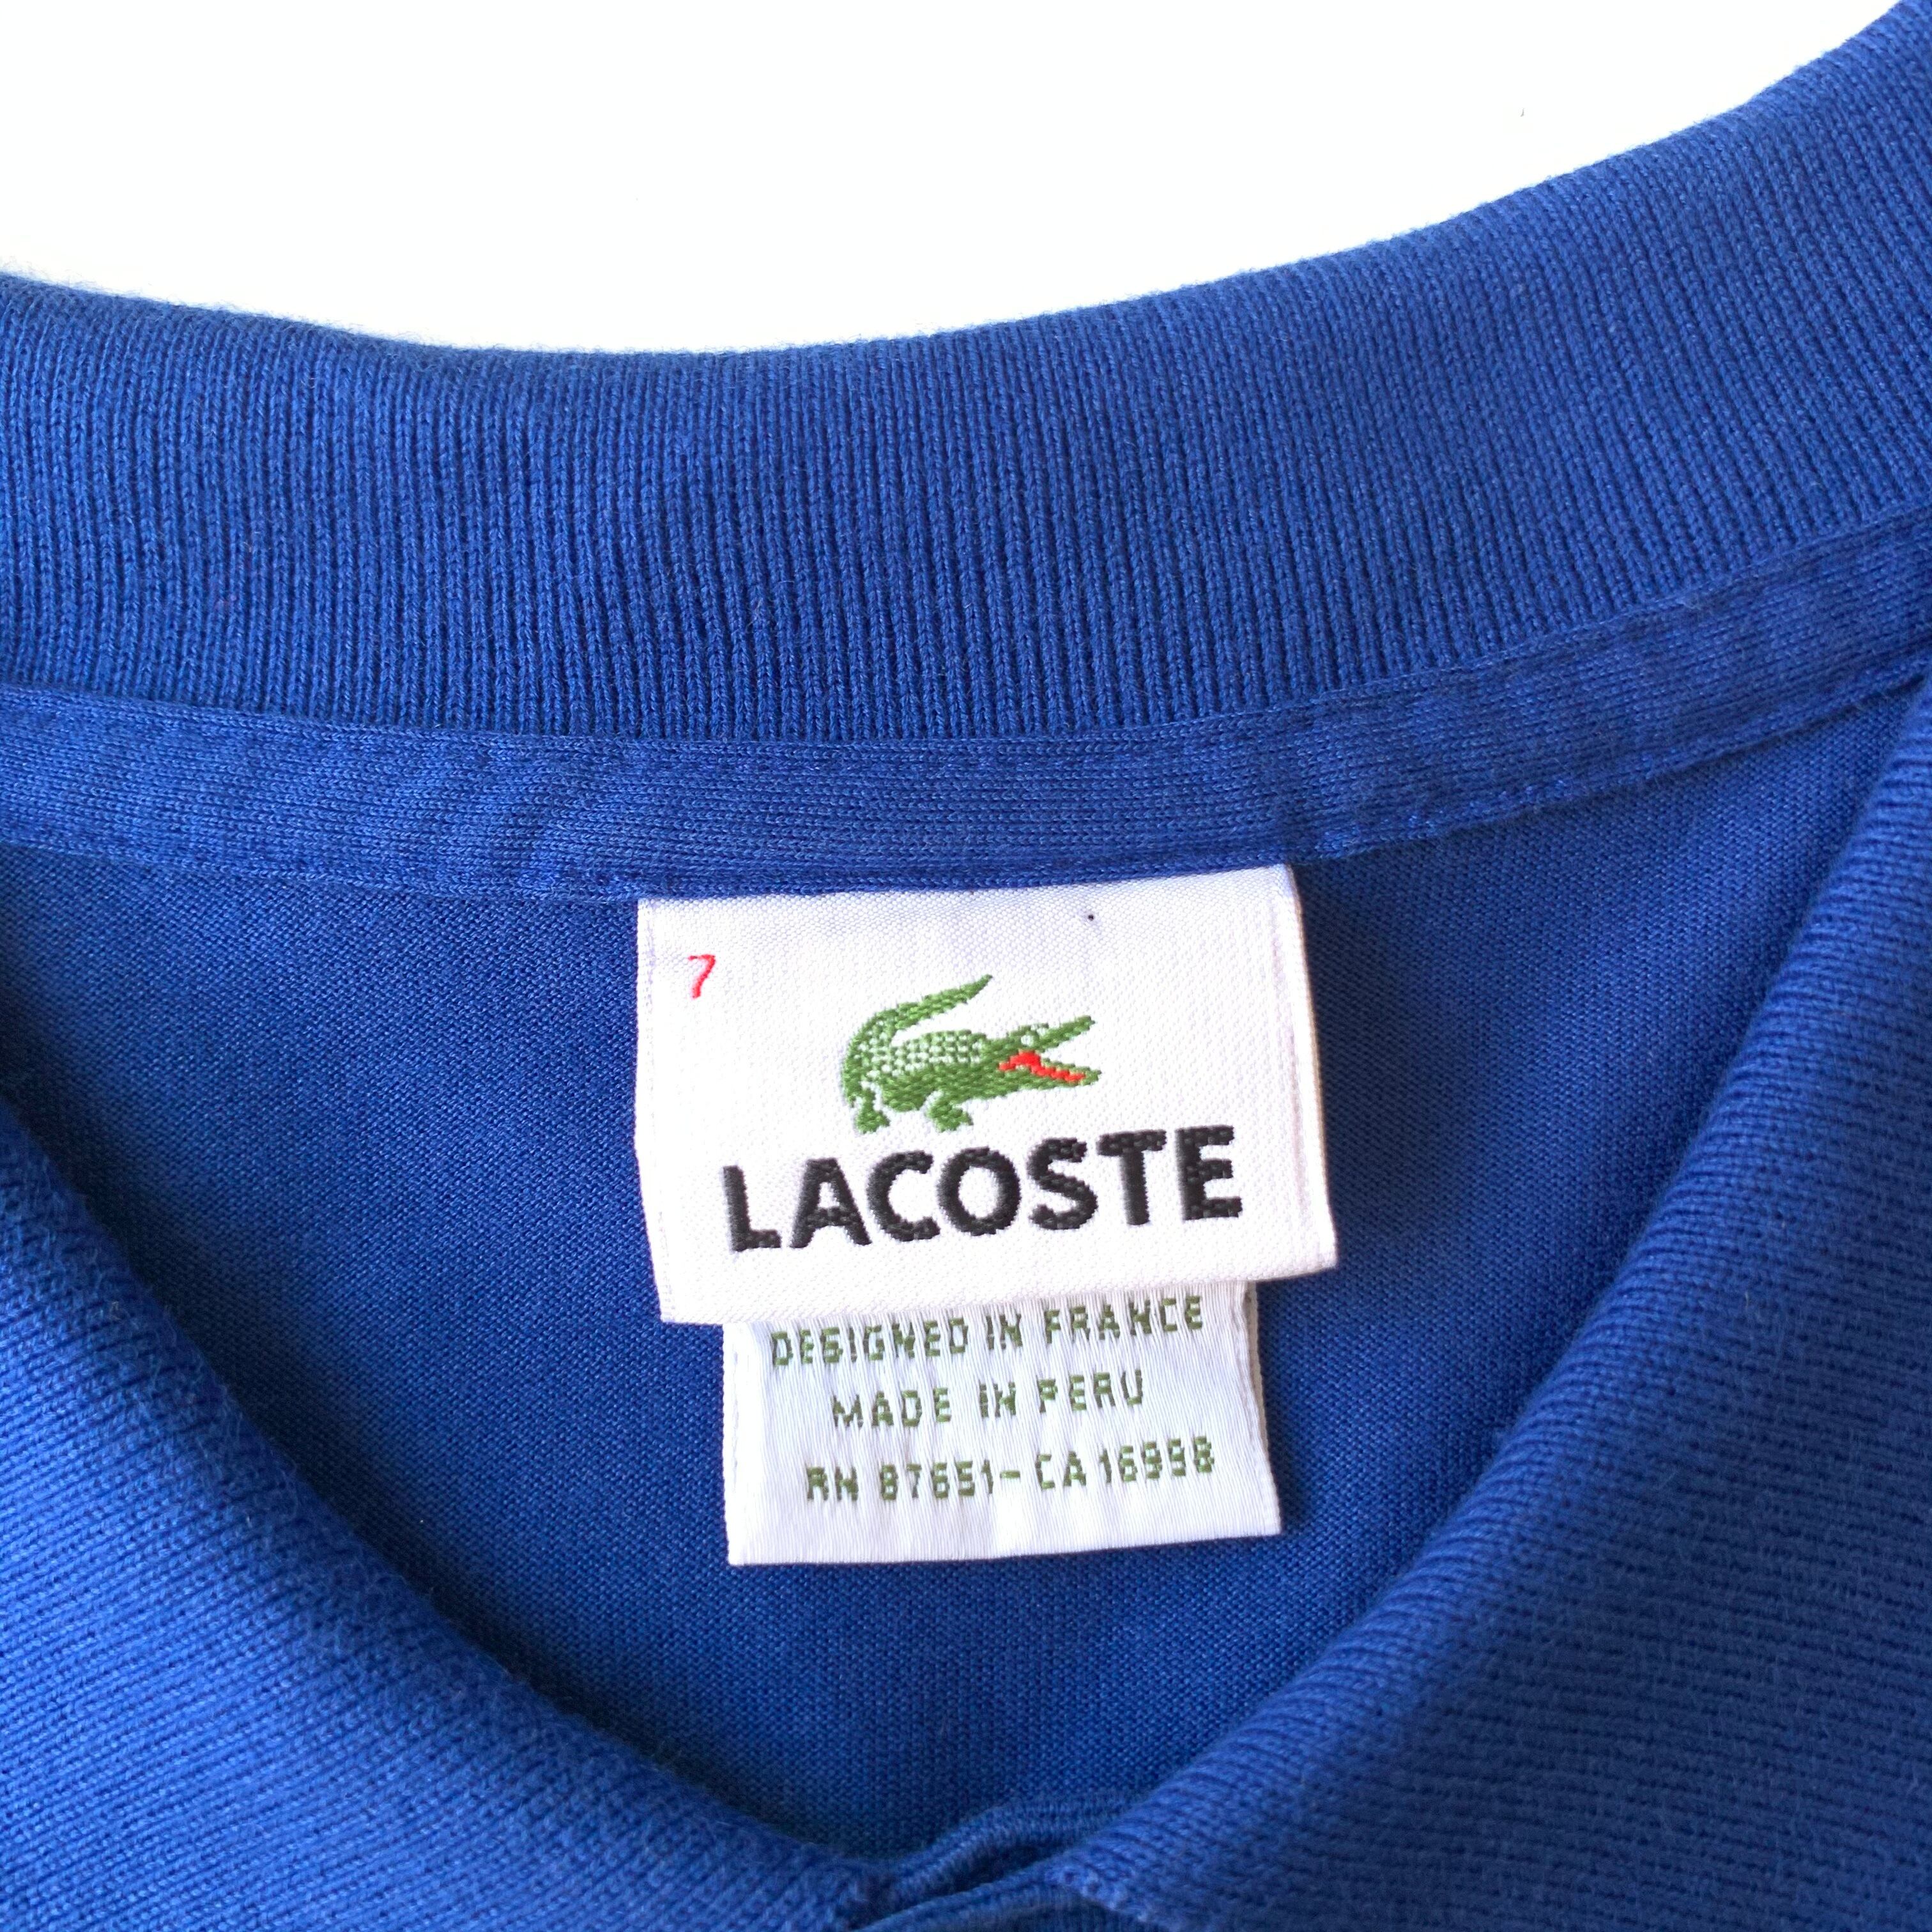 7
LACOSTE
DESIGNED IN FRANCE
MADE IN PERU
RN 87651-CA 16998